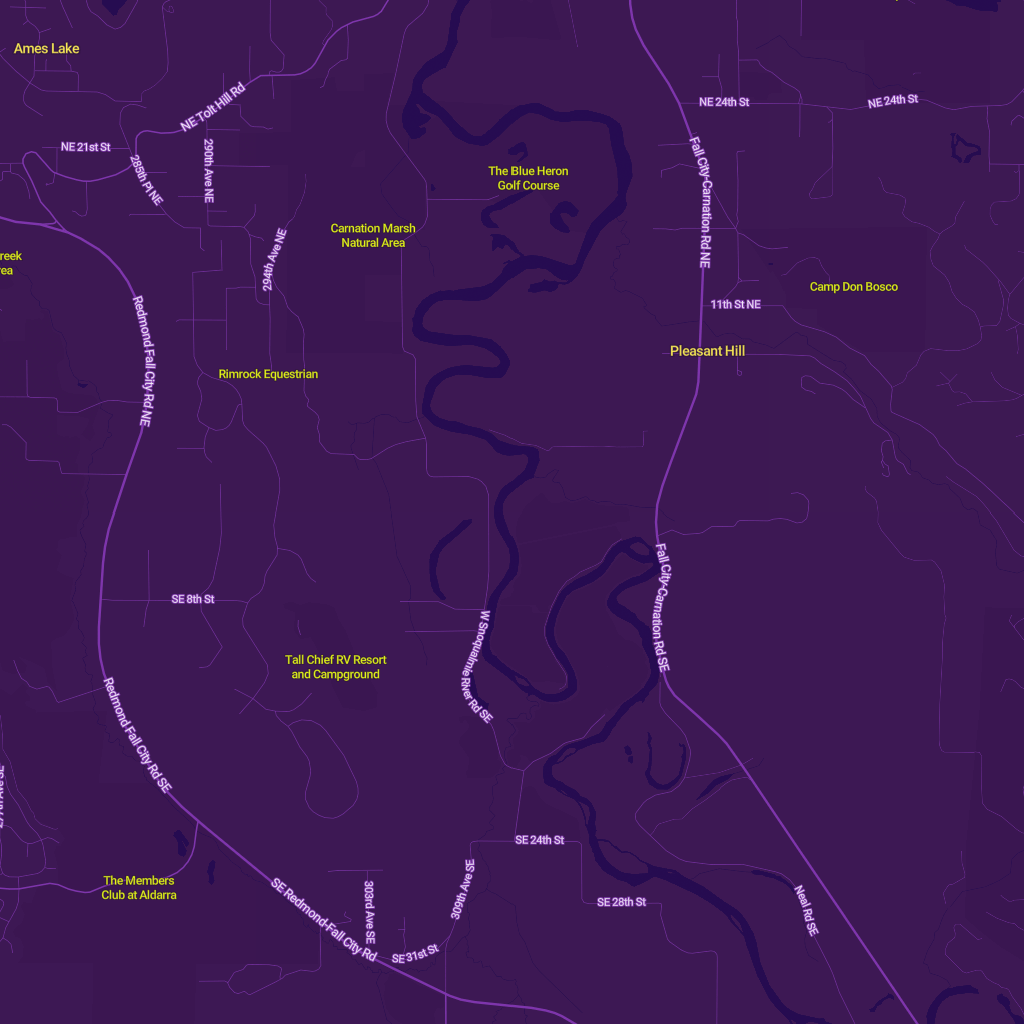 Ames Lake
NE Tolt Hill Rd
NE 24th St
NE 24th St
NE 21st St
285th Pl NE
290th Ave NE
Fall City-Carnation Rd NE
The Blue Heron
Golf Course
Carnation Marsh
Natural Area
294th Ave NE
reek
rea
Camp Don Bosco
11th St NE
Redmond Fall City Rd NE
Pleasant Hill
Rimrock Equestrian
Fall City-Carnation Rd SE
SE 8th St
W Snoqualmie River Rd SE
Tall Chief RV Resort
and Campground
Redmond Fall City Rd SE
SE 24th St
The Members
Club at Aldarra
SE Redmond-Fall City Rd
303rd Ave SE
309th Ave SE
SE 28th St
Neal Rd SE
SE 31st St